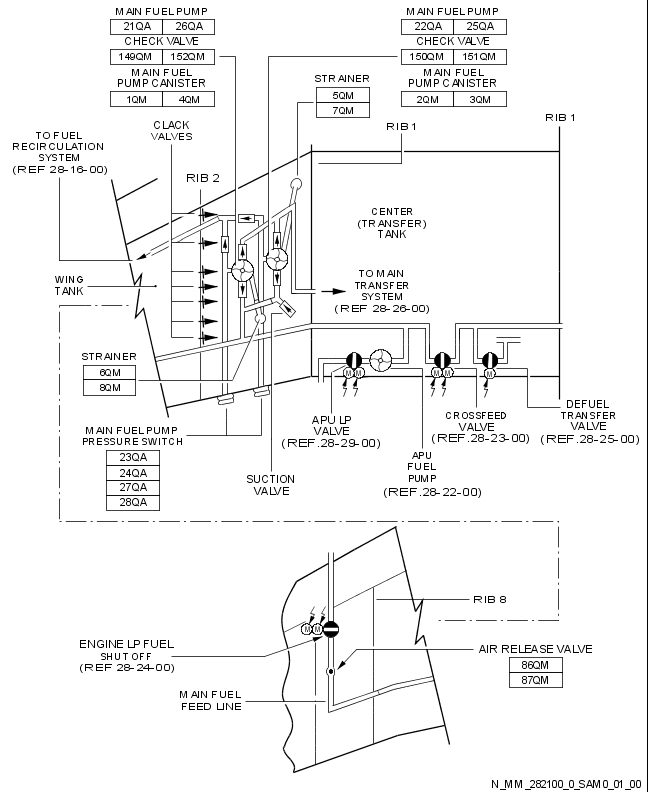 MAIN FUEL PUMP
21QA 26QA
CHECK VALVE
149QM 152QM
MAIN FUEL
PUMP CANISTER
1QM 4QM
MAIN FUEL PUMP
22QA 25QA
CHECK VALVE
150QM 151QM
MAIN FUEL
PUMP CANISTER
2QM 3QM
STRAINER
5QM
7QM
RIB 1
RIB 1
CLACK
VALVES
TO FUEL
RECIRCULATION
SYSTEM
(REF 28-16-00)
RIB 2
CENTER
(TRANSFER)
TANK
TO MAIN
TRANSFER
SYSTEM
(REF 28-26-00)
WING
TANK
STRAINER
6QM
8QM
M M
M M
M
MAIN FUEL PUMP
PRESSURE SWITCH
23QA
24QA
27QA
28QA
SUCTION
VALVE
APU LP
VALVE
(REF.28-29-00)
APU
FUEL
PUMP
(REF.28-22-00)
CROSSFEED
VALVE
(REF.28-23-00)
DEFUEL
TRANSFER
VALVE
(REF.28-25-00)
RIB 8
M M
ENGINE LP FUEL
SHUT OFF
(REF 28-24-00)
AIR RELEASE VALVE
86QM
87QM
MAIN FUEL
FEED LINE
N_MM_282100_0_SAM0_01_00